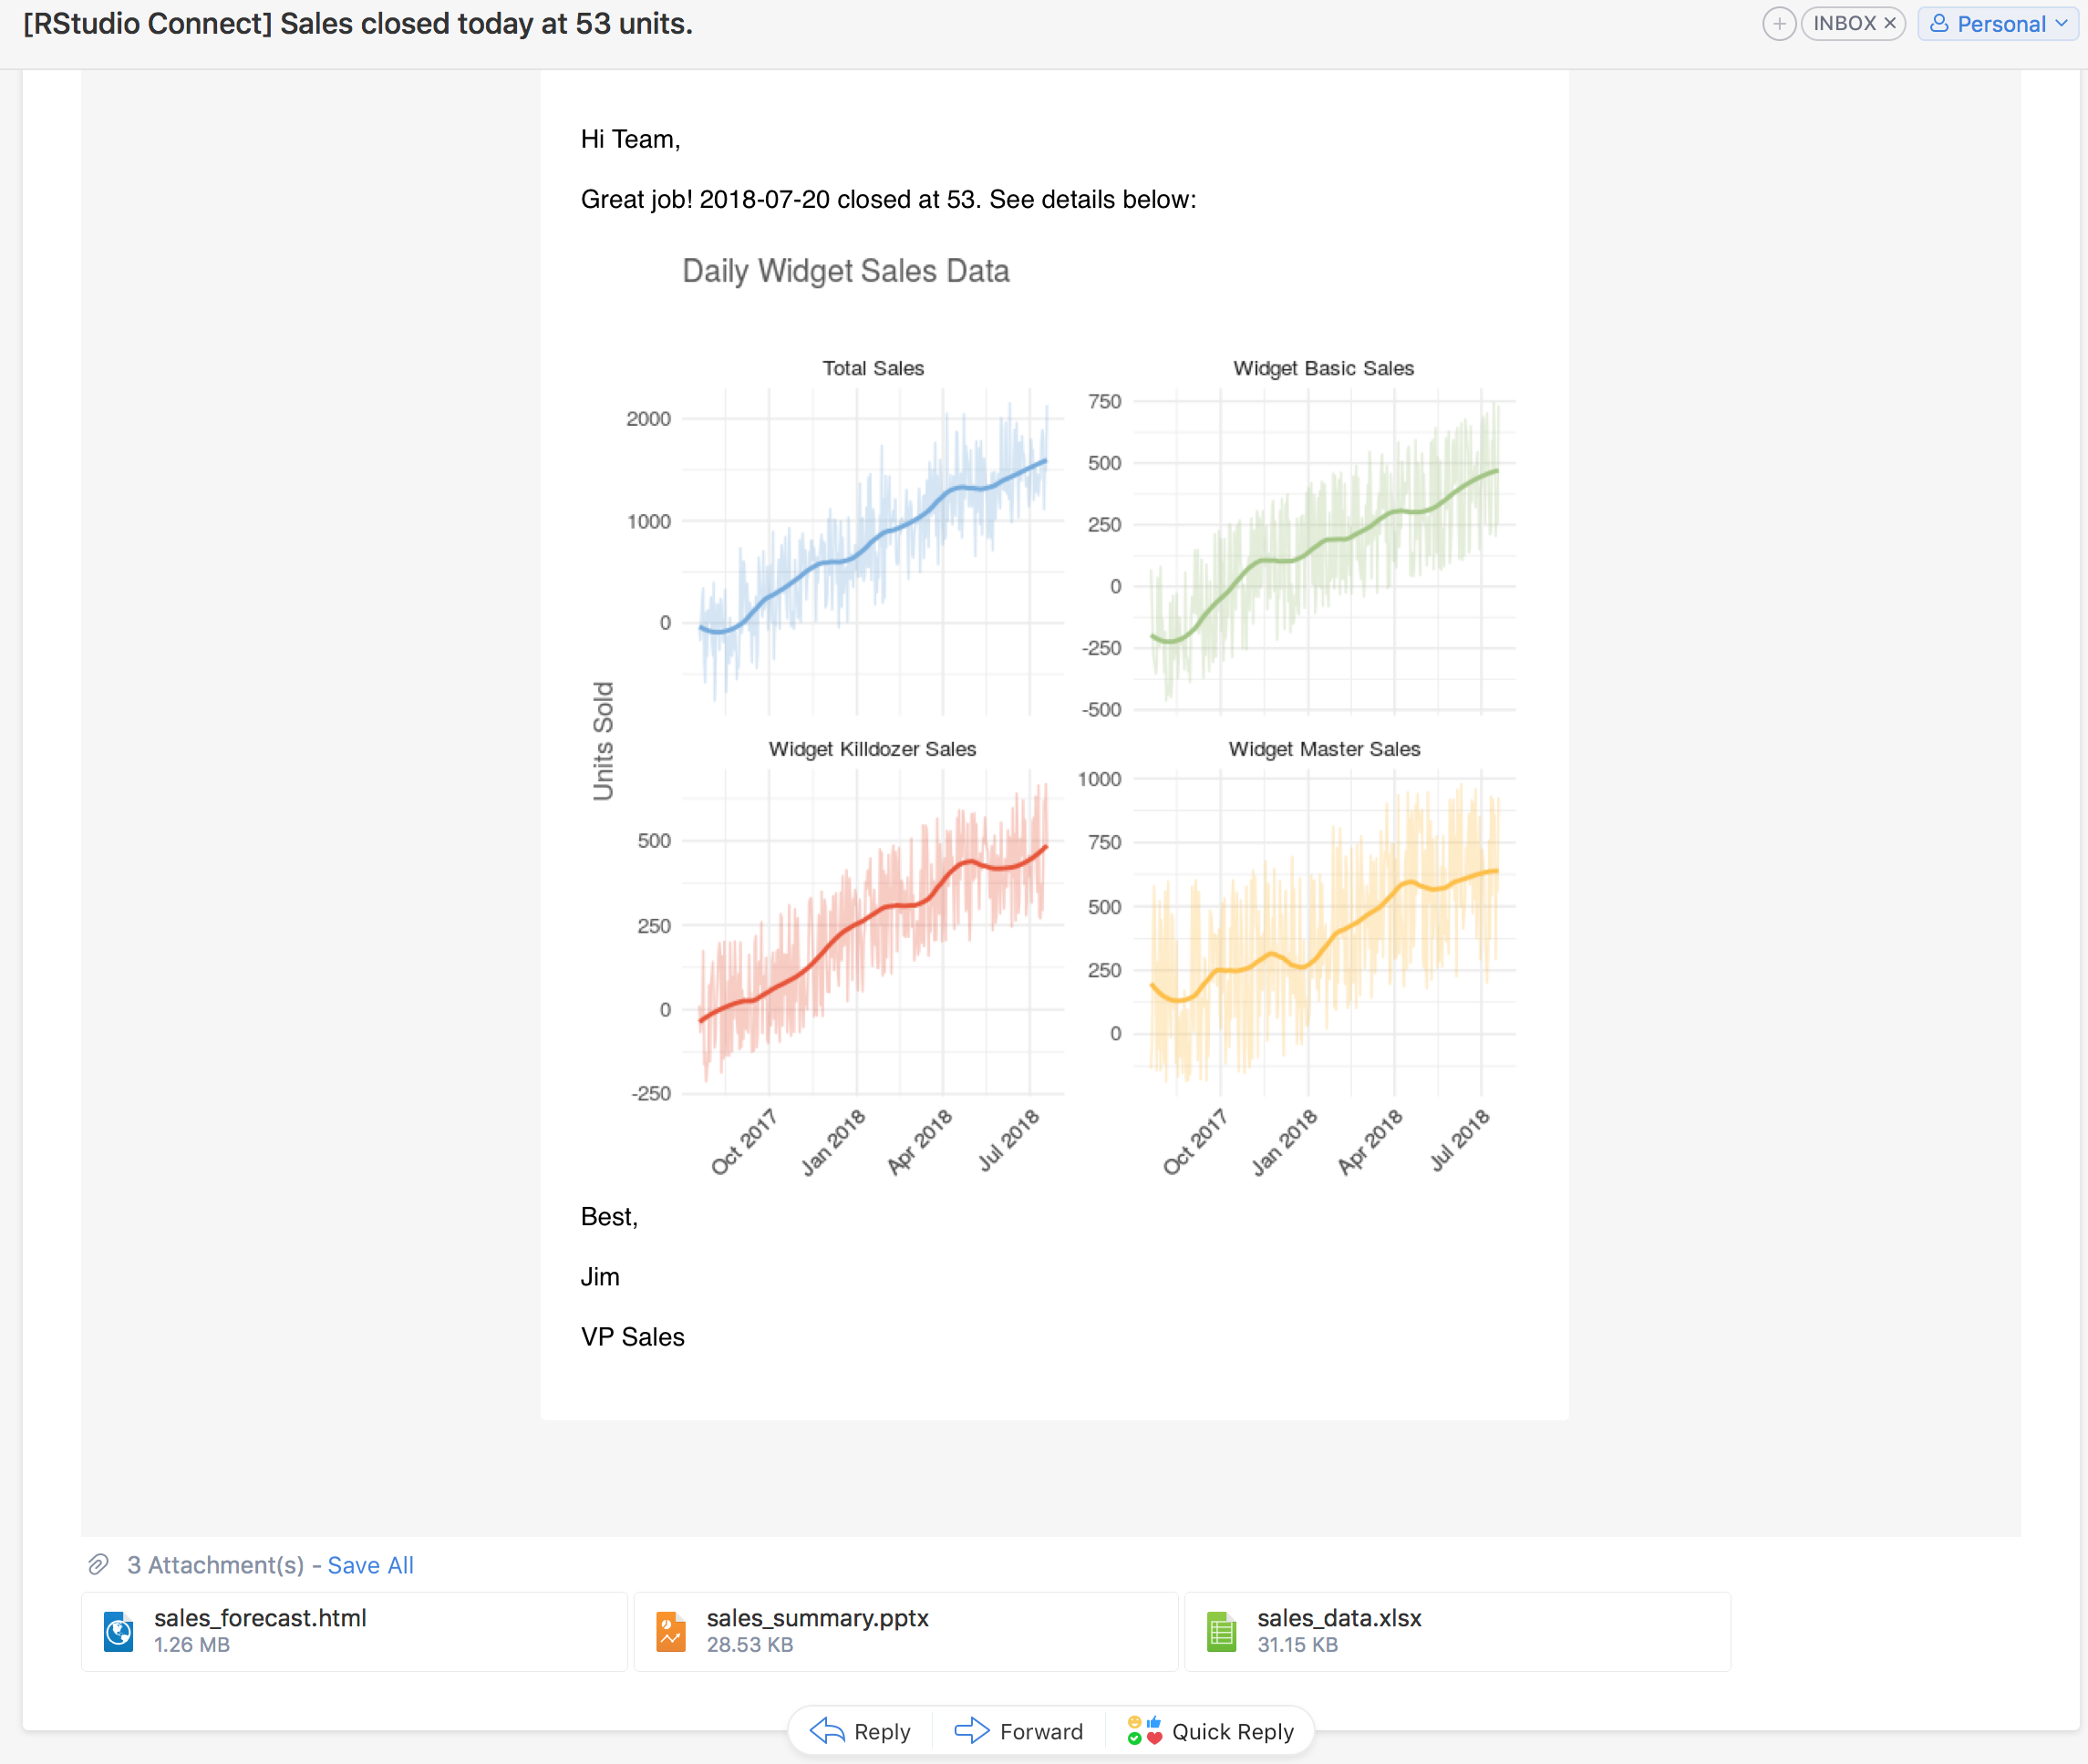 [RStudio Connect] Sales closed today at 53 units.
INBOX ×
Personal
Hi Team,
Great job! 2018-07-20 closed at 53. See details below:
Daily Widget Sales Data
Units Sold
Total Sales
2000
1000
0
Widget Basic Sales
750
500
250
0
-250
-500
Widget Killdozer Sales
500
250
0
-250
Oct 2017
Jan 2018
Apr 2018
Jul 2018
Widget Master Sales
1000
750
500
250
0
Oct 2017
Jan 2018
Apr 2018
Jul 2018
Best,
Jim
VP Sales
3 Attachment(s) - Save All
sales_forecast.html
1.26 MB
sales_summary.pptx
28.53 KB
sales_data.xlsx
31.15 KB
Reply
Forward
Quick Reply